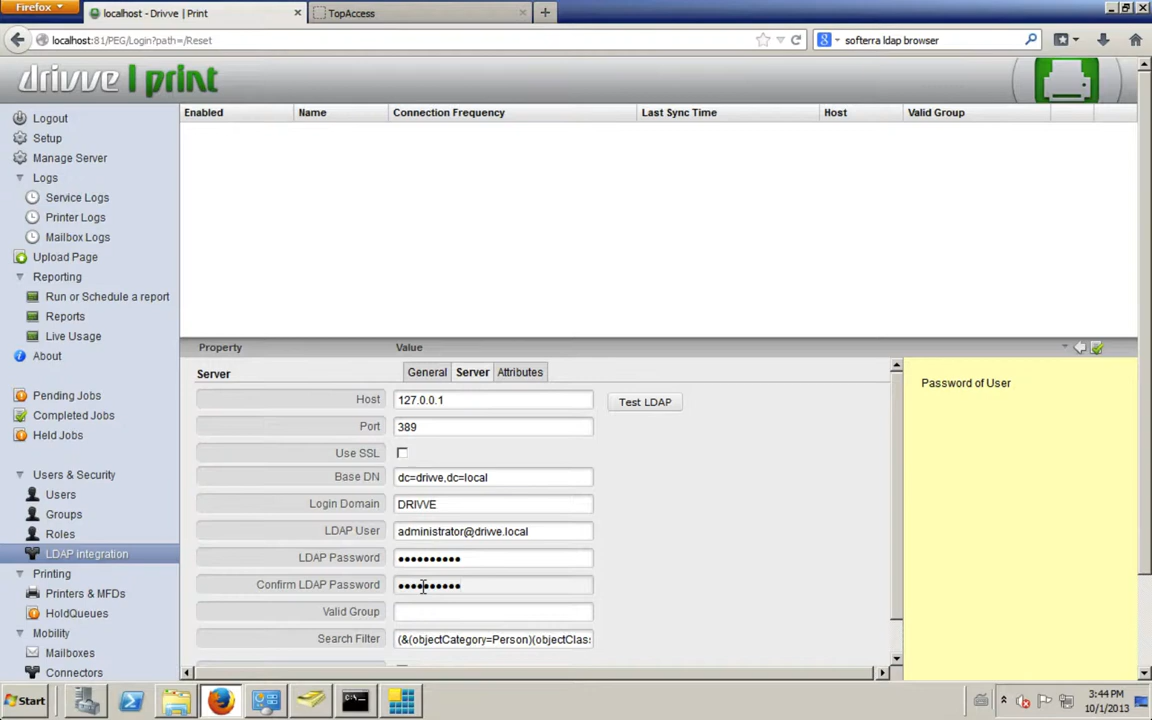 Firefox
localhost - Drivve | Print
TopAccess
localhost:81/PEG/Login?path=/Reset
softerra ldap browser
drivve | print
Enabled Name Connection Frequency Last Sync Time Host Valid Group
Logout
Setup
Manage Server
Logs
Service Logs
Printer Logs
Mailbox Logs
Upload Page
Reporting
Run or Schedule a report
Reports
Live Usage
About
Pending Jobs
Completed Jobs
Held Jobs
Users & Security
Users
Groups
Roles
LDAP integration
Printing
Printers & MFDs
HoldQueues
Mobility
Mailboxes
Connectors
Property Value
Server General Server Attributes
Host 127.0.0.1 Test LDAP
Port 389
Use SSL
Base DN dc=drivve,dc=local
Login Domain DRIVVE
LDAP User administrator@drivve.local
LDAP Password ••••••••••
Confirm LDAP Password ••••••••••
Valid Group
Search Filter (&(objectCategory=Person)(objectClas
Password of User
Start
3:44 PM
10/1/2013